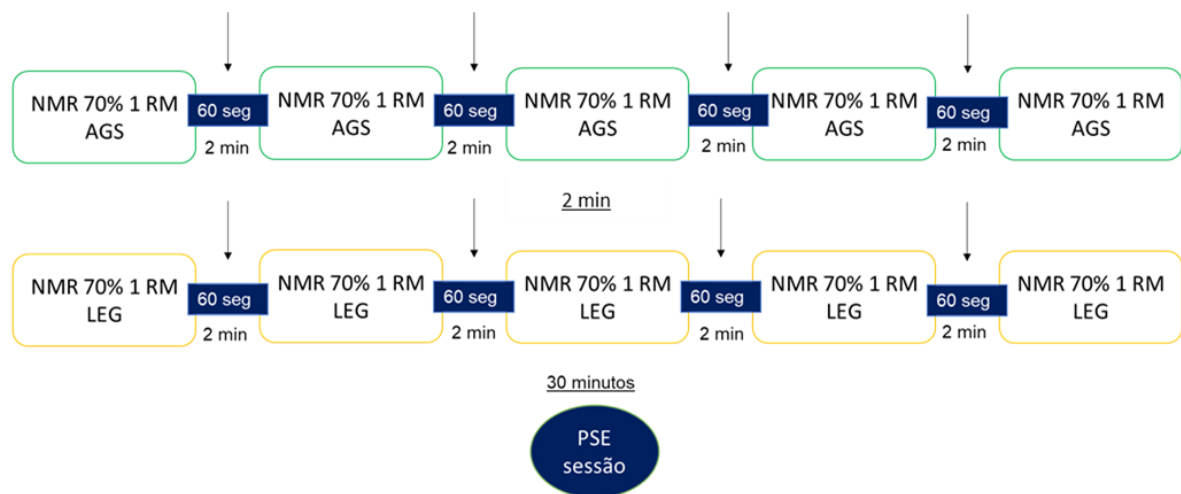 NMR 70% 1 RM
AGS
60 seg
2 min
NMR 70% 1 RM
AGS
60 seg
2 min
NMR 70% 1 RM
AGS
60 seg
2 min
NMR 70% 1 RM
AGS
60 seg
2 min
NMR 70% 1 RM
AGS
2 min
NMR 70% 1 RM
LEG
60 seg
2 min
NMR 70% 1 RM
LEG
60 seg
2 min
NMR 70% 1 RM
LEG
60 seg
2 min
NMR 70% 1 RM
LEG
60 seg
2 min
NMR 70% 1 RM
LEG
30 minutos
PSE
sessão